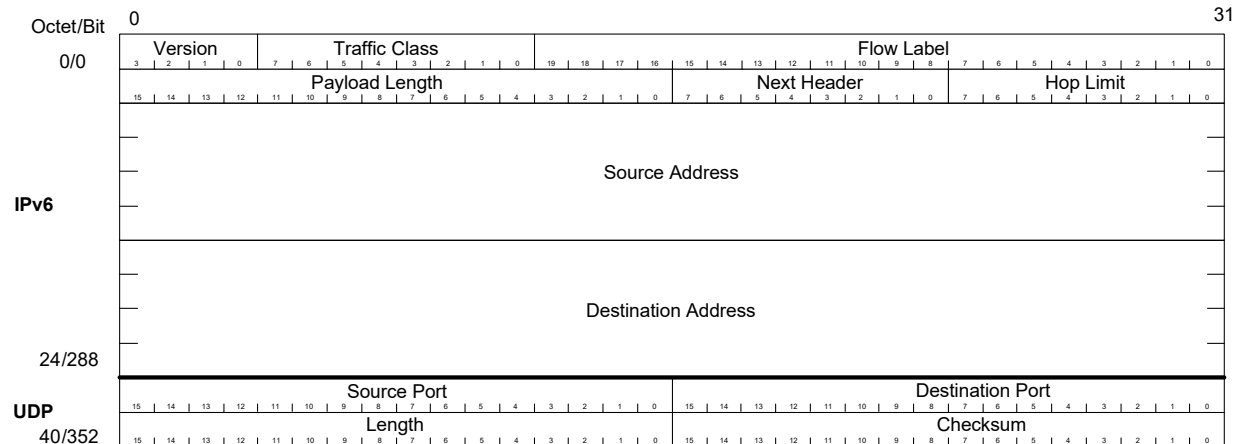 Octet/Bit 0 31
0/0 Version Traffic Class Flow Label
3 2 1 0 7 6 5 4 3 2 1 0 19 18 17 16 15 14 13 12 11 10 9 8 7 6 5 4 3 2 1 0
Payload Length Next Header Hop Limit
15 14 13 12 11 10 9 8 7 6 5 4 3 2 1 0 7 6 5 4 3 2 1 0 7 6 5 4 3 2 1 0
Source Address
IPv6
Destination Address
24/288
Source Port Destination Port
15 14 13 12 11 10 9 8 7 6 5 4 3 2 1 0 15 14 13 12 11 10 9 8 7 6 5 4 3 2 1 0
UDP
Length Checksum
40/352
15 14 13 12 11 10 9 8 7 6 5 4 3 2 1 0 15 14 13 12 11 10 9 8 7 6 5 4 3 2 1 0